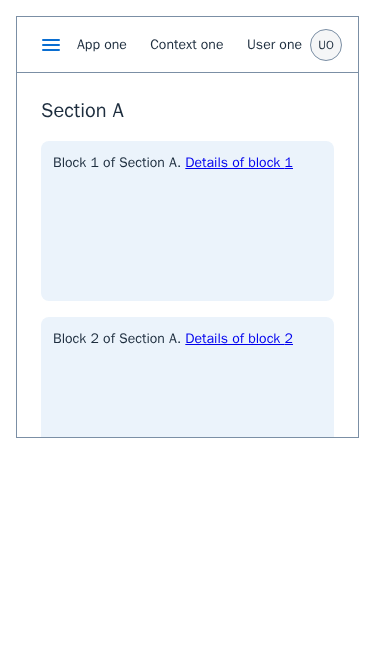 App one Context one User one UO
Section A
Block 1 of Section A. Details of block 1
Block 2 of Section A. Details of block 2